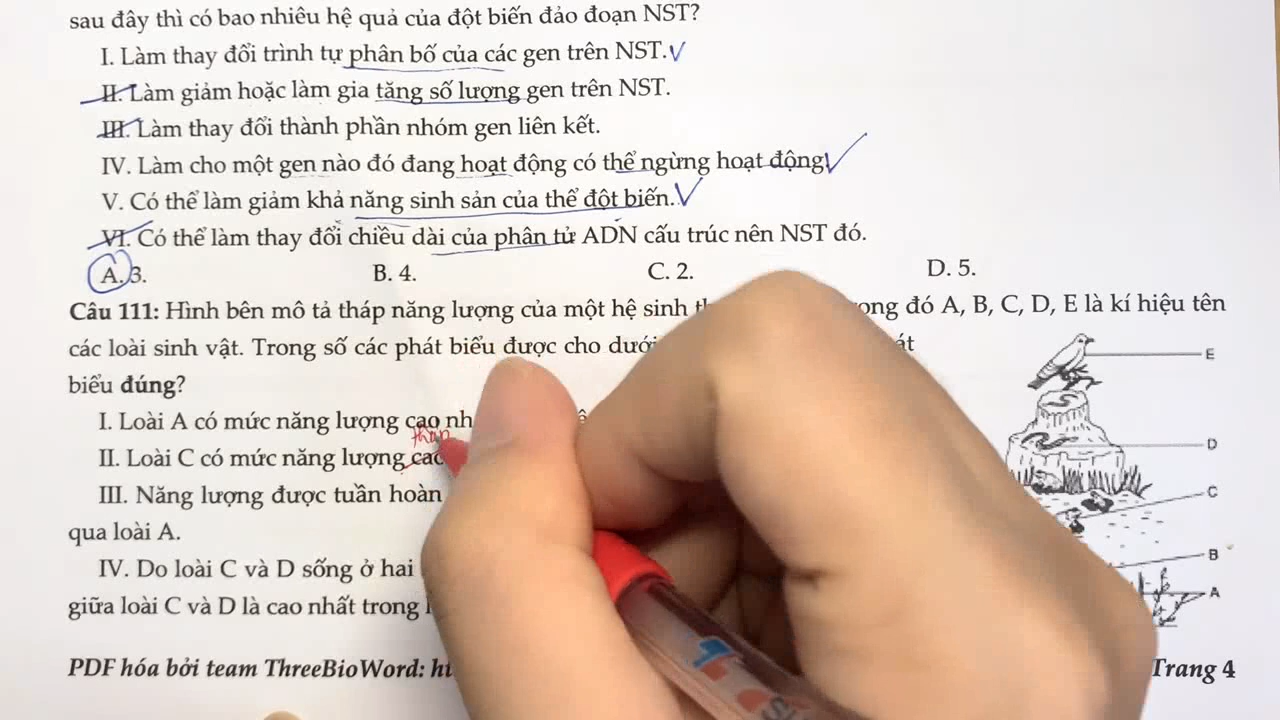 sau đây thì có bao nhiêu hệ quả của đột biến đảo đoạn NST?
I. Làm thay đổi trình tự phân bố của các gen trên NST.
II. Làm giảm hoặc làm gia tăng số lượng gen trên NST.
III. Làm thay đổi thành phần nhóm gen liên kết.
IV. Làm cho một gen nào đó đang hoạt động có thể ngừng hoạt động
V. Có thể làm giảm khả năng sinh sản của thể đột biến.
VI. Có thể làm thay đổi chiều dài của phân tử ADN cấu trúc nên NST đó.
A. 3. B. 4. C. 2. D. 5.
Câu 111: Hình bên mô tả tháp năng lượng của một hệ sinh đó A, B, C, D, E là kí hiệu tên
các loài sinh vật. Trong số các phát biểu được cho dưới
biểu đúng?
E
I. Loài A có mức năng lượng cao
thấp
D
II. Loài C có mức năng lượng
C
III. Năng lượng được tuần hoàn
qua loài A.
B
IV. Do loài C và D sống ở hai
A
giữa loài C và D là cao nhất trong
PDF hóa bởi team ThreeBioWord: Trang 4